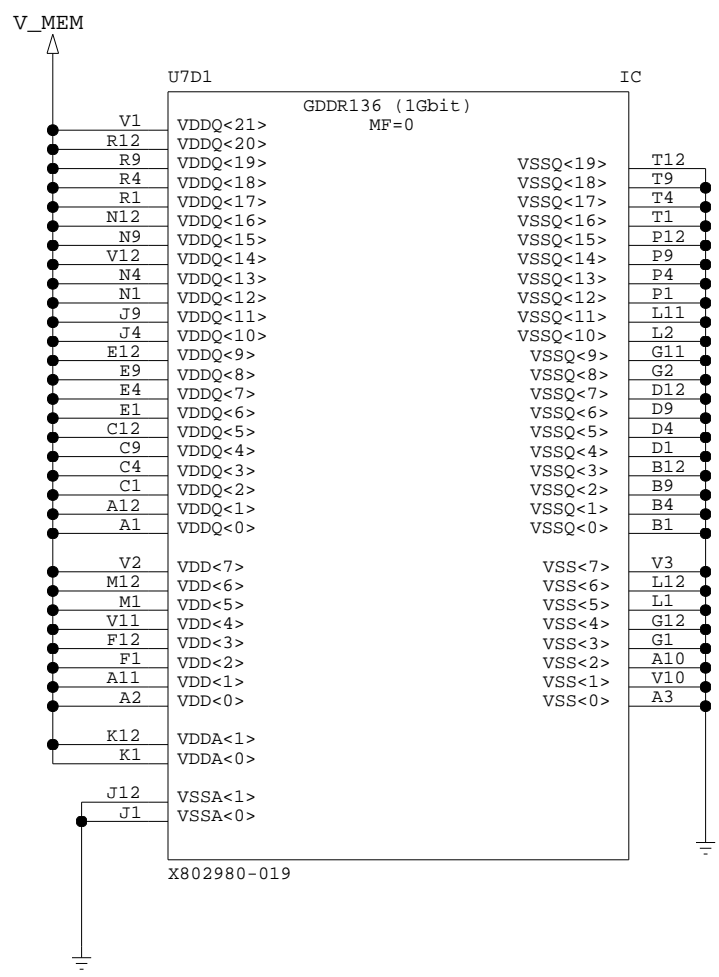 V_MEM
U7D1 IC
GDDR136 (1Gbit)
MF=0
V1 VDDQ<21>
R12 VDDQ<20>
R9 VDDQ<19> VSSQ<19> T12
R4 VDDQ<18> VSSQ<18> T9
R1 VDDQ<17> VSSQ<17> T4
N12 VDDQ<16> VSSQ<16> T1
N9 VDDQ<15> VSSQ<15> P12
V12 VDDQ<14> VSSQ<14> P9
N4 VDDQ<13> VSSQ<13> P4
N1 VDDQ<12> VSSQ<12> P1
J9 VDDQ<11> VSSQ<11> L11
J4 VDDQ<10> VSSQ<10> L2
E12 VDDQ<9> VSSQ<9> G11
E9 VDDQ<8> VSSQ<8> G2
E4 VDDQ<7> VSSQ<7> D12
E1 VDDQ<6> VSSQ<6> D9
C12 VDDQ<5> VSSQ<5> D4
C9 VDDQ<4> VSSQ<4> D1
C4 VDDQ<3> VSSQ<3> B12
C1 VDDQ<2> VSSQ<2> B9
A12 VDDQ<1> VSSQ<1> B4
A1 VDDQ<0> VSSQ<0> B1
V2 VDD<7> VSS<7> V3
M12 VDD<6> VSS<6> L12
M1 VDD<5> VSS<5> L1
V11 VDD<4> VSS<4> G12
F12 VDD<3> VSS<3> G1
F1 VDD<2> VSS<2> A10
A11 VDD<1> VSS<1> V10
A2 VDD<0> VSS<0> A3
K12 VDDA<1>
K1 VDDA<0>
J12 VSSA<1>
J1 VSSA<0>
X802980-019